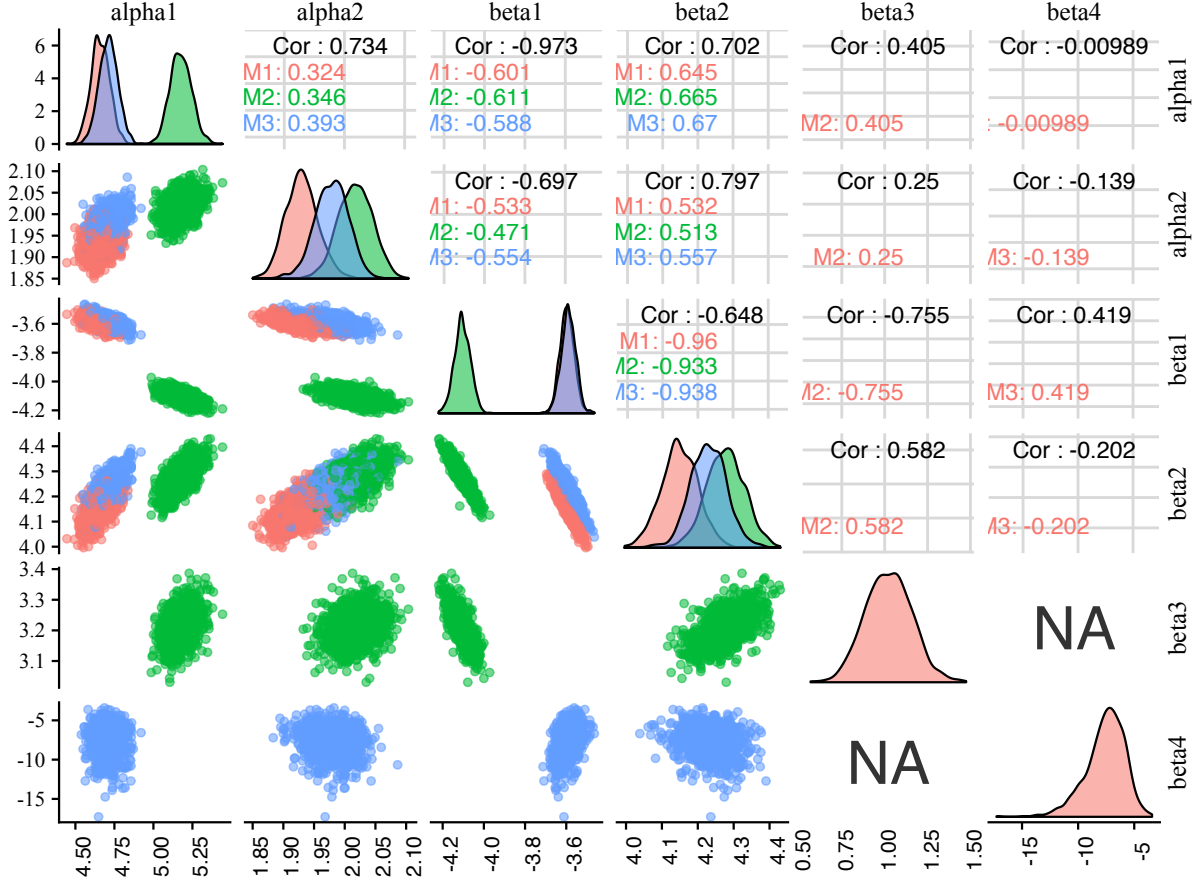 alpha1 alpha2 beta1 beta2 beta3 beta4
6
4
2
0
Cor : 0.734
M1: 0.324
M2: 0.346
M3: 0.393
Cor : -0.973
M1: -0.601
M2: -0.611
M3: -0.588
Cor : 0.702
M1: 0.645
M2: 0.665
M3: 0.67
Cor : 0.405
M2: 0.405
Cor : -0.00989
: -0.00989
alpha1
2.10
2.05
2.00
1.95
1.90
1.85
Cor : -0.697
M1: -0.533
M2: -0.471
M3: -0.554
Cor : 0.797
M1: 0.532
M2: 0.513
M3: 0.557
Cor : 0.25
M2: 0.25
Cor : -0.139
M3: -0.139
alpha2
-3.6
-3.8
-4.0
-4.2
Cor : -0.648
M1: -0.96
M2: -0.933
M3: -0.938
Cor : -0.755
M2: -0.755
Cor : 0.419
M3: 0.419
beta1
4.4
4.3
4.2
4.1
4.0
Cor : 0.582
M2: 0.582
Cor : -0.202
M3: -0.202
beta2
3.4
3.3
3.2
3.1
NA
beta3
-5
-10
-15
NA
beta4
4.50 4.75 5.00 5.25
1.85 1.90 1.95 2.00 2.05 2.10
-4.2 -4.0 -3.8 -3.6
4.0 4.1 4.2 4.3 4.4
0.50 0.75 1.00 1.25 1.50
-15 -10 -5